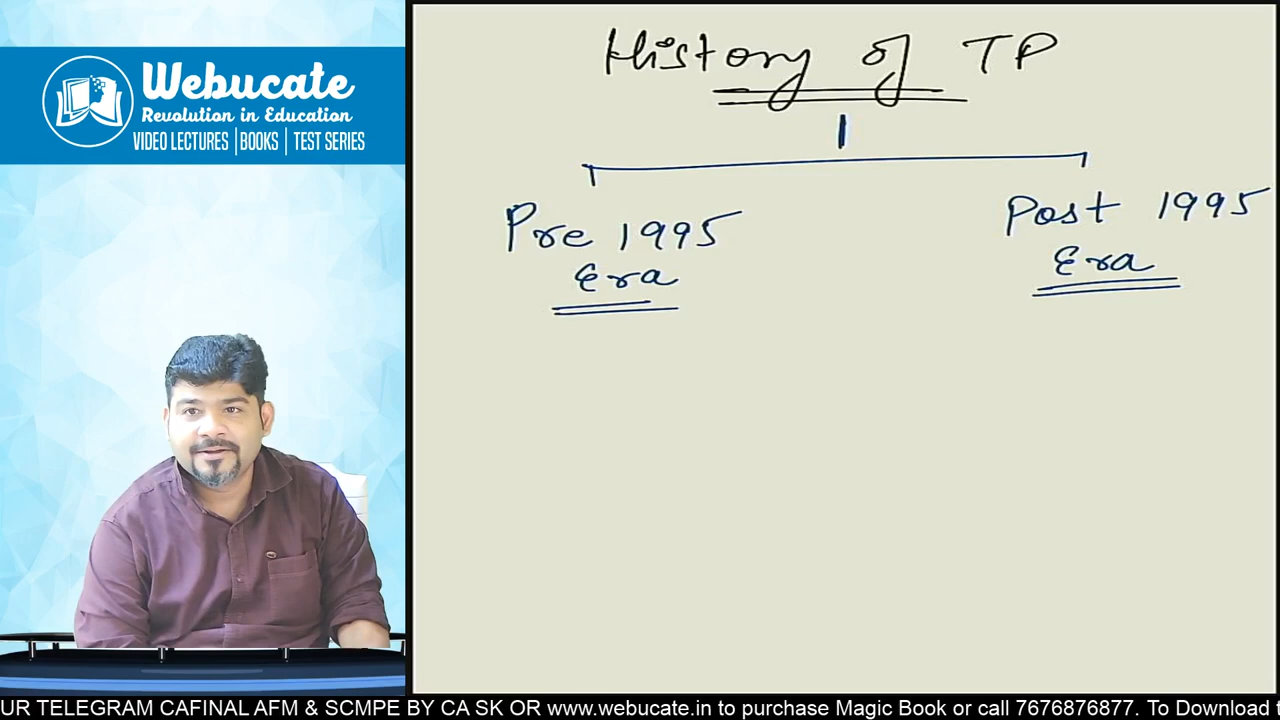 Webucate
Revolution in Education
VIDEO LECTURES | BOOKS | TEST SERIES
History of TP
Pre 1995
Era
Post 1995
Era
UR TELEGRAM CAFINAL AFM & SCMPE BY CA SK OR www.webucate.in to purchase Magic Book or call 7676876877. To Download